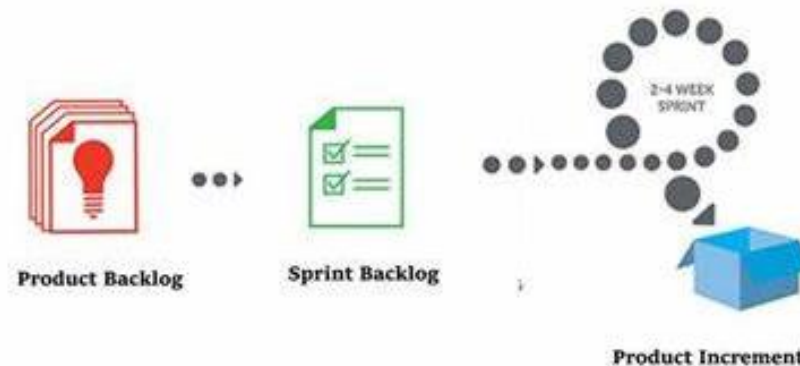 2-4 WEEK
SPRINT
Product Backlog
Sprint Backlog
Product Increment